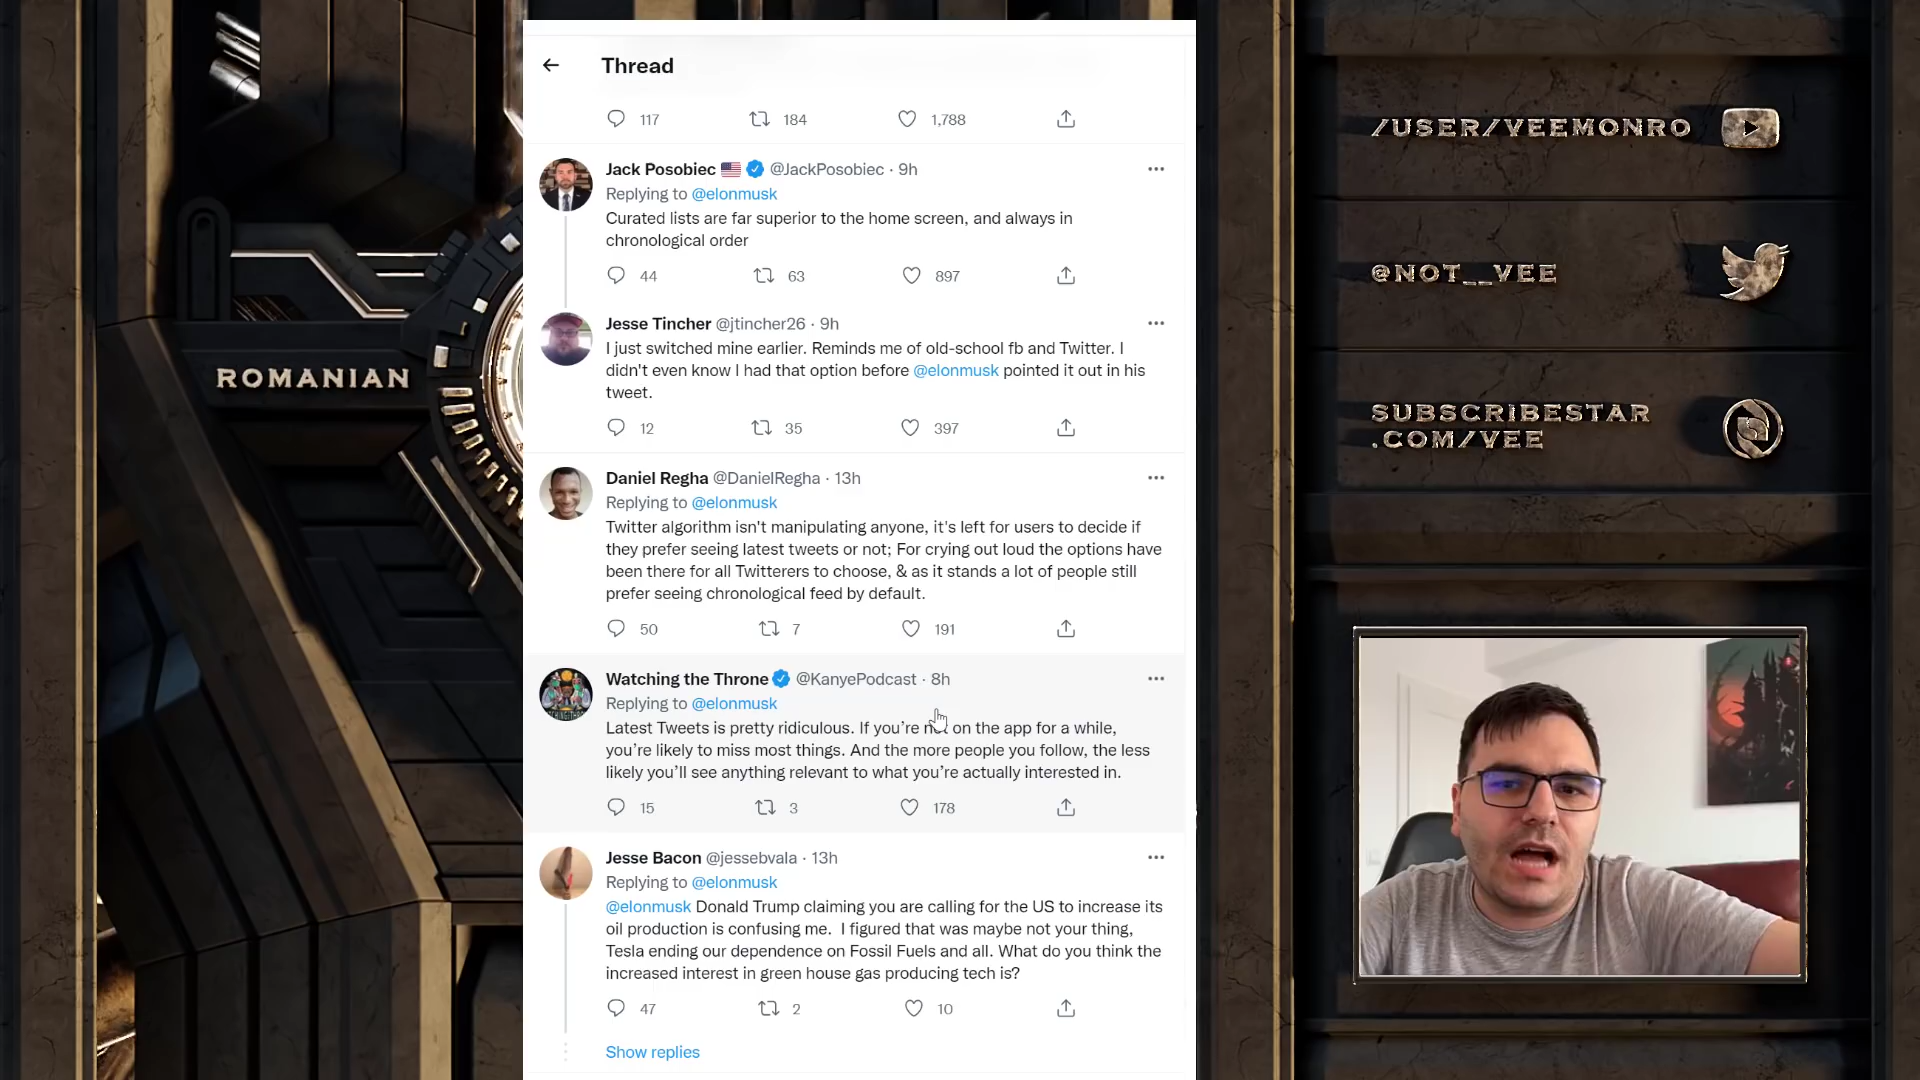 Thread
117 184 1,788
Jack Posobiec @JackPosobiec · 9h
Replying to @elonmusk
Curated lists are far superior to the home screen, and always in
chronological order
44 63 897
Jesse Tincher @jtincher26 · 9h
I just switched mine earlier. Reminds me of old-school fb and Twitter. I
didn't even know I had that option before @elonmusk pointed it out in his
tweet.
12 35 397
Daniel Regha @DanielRegha · 13h
Replying to @elonmusk
Twitter algorithm isn't manipulating anyone, it's left for users to decide if
they prefer seeing latest tweets or not; For crying out loud the options have
been there for all Twitterers to choose, & as it stands a lot of people still
prefer seeing chronological feed by default.
50 7 191
Watching the Throne @KanyePodcast · 8h
Replying to @elonmusk
Latest Tweets is pretty ridiculous. If you're not on the app for a while,
you're likely to miss most things. And the more people you follow, the less
likely you'll see anything relevant to what you're actually interested in.
15 3 178
Jesse Bacon @jessebvala · 13h
Replying to @elonmusk
@elonmusk Donald Trump claiming you are calling for the US to increase its
oil production is confusing me.  I figured that was maybe not your thing,
Tesla ending our dependence on Fossil Fuels and all. What do you think the
increased interest in green house gas producing tech is?
47 2 10
Show replies
ROMANIAN
/USER/VEEMONRO
@NOT__VEE
SUBSCRIBESTAR
.COM/VEE